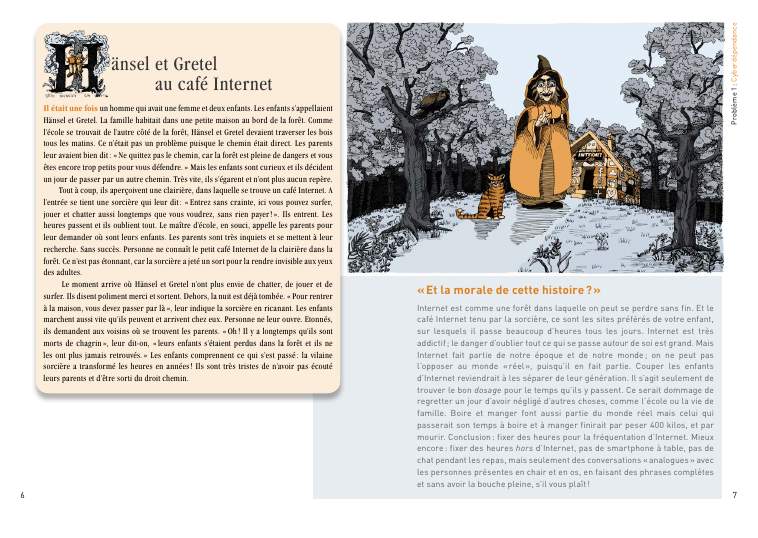 Hänsel et Gretel
au café Internet
Il était une fois un homme qui avait une femme et deux enfants. Les enfants s'appellaient
Hänsel et Gretel. La famille habitait dans une petite maison au bord de la forêt. Comme
l'école se trouvait de l'autre côté de la forêt, Hänsel et Gretel devaient traverser les bois
tous les matins. Ce n'était pas un problème puisque le chemin était direct. Les parents
leur avaient bien dit : « Ne quittez pas le chemin, car la forêt est pleine de dangers et vous
êtes encore trop petits pour vous défendre. » Mais les enfants sont curieux et ils décident
un jour de passer par un autre chemin. Très vite, ils s'égarent et n'ont plus aucun repère.
Tout à coup, ils aperçoivent une clairière, dans laquelle se trouve un café Internet. A
l'entrée se tient une sorcière qui leur dit : « Entrez sans crainte, ici vous pouvez surfer,
jouer et chatter aussi longtemps que vous voudrez, sans rien payer ! ». Ils entrent. Les
heures passent et ils oublient tout. Le maître d'école, en souci, appelle les parents pour
leur demander où sont leurs enfants. Les parents sont très inquiets et se mettent à leur
recherche. Sans succès. Personne ne connaît le petit café Internet de la clairière dans la
forêt. Ce n'est pas étonnant, car la sorcière a jeté un sort pour la rendre invisible aux yeux
des adultes.
Le moment arrive où Hänsel et Gretel n'ont plus envie de chatter, de jouer et de
surfer. Ils disent poliment merci et sortent. Dehors, la nuit est déjà tombée. « Pour rentrer
à la maison, vous devez passer par là », leur indique la sorcière en ricanant. Les enfants
marchent aussi vite qu'ils peuvent et arrivent chez eux. Personne ne leur ouvre. Etonnés,
ils demandent aux voisins où se trouvent les parents. « Oh ! Il y a longtemps qu'ils sont
morts de chagrin », leur dit-on, « leurs enfants s'étaient perdus dans la forêt et ils ne
les ont plus jamais retrouvés. » Les enfants comprennent ce qui s'est passé : la vilaine
sorcière a transformé les heures en années ! Ils sont très tristes de n'avoir pas écouté
leurs parents et d'être sorti du droit chemin.
6
INTERNET
Problème 1 : Cyberdépendance
« Et la morale de cette histoire ? »
Internet est comme une forêt dans laquelle on peut se perdre sans fin. Et le
café Internet tenu par la sorcière, ce sont les sites préférés de votre enfant,
sur lesquels il passe beaucoup d'heures tous les jours. Internet est très
addictif ; le danger d'oublier tout ce qui se passe autour de soi est grand. Mais
Internet fait partie de notre époque et de notre monde ; on ne peut pas
l'opposer au monde « réel », puisqu'il en fait partie. Couper les enfants
d'Internet reviendrait à les séparer de leur génération. Il s'agit seulement de
trouver le bon dosage pour le temps qu'ils y passent. Ce serait dommage de
regretter un jour d'avoir négligé d'autres choses, comme l'école ou la vie de
famille. Boire et manger font aussi partie du monde réel mais celui qui
passerait son temps à boire et à manger finirait par peser 400 kilos, et par
mourir. Conclusion : fixer des heures pour la fréquentation d'Internet. Mieux
encore : fixer des heures hors d'Internet, pas de smartphone à table, pas de
chat pendant les repas, mais seulement des conversations « analogues » avec
les personnes présentes en chair et en os, en faisant des phrases complètes
et sans avoir la bouche pleine, s'il vous plaît !
7